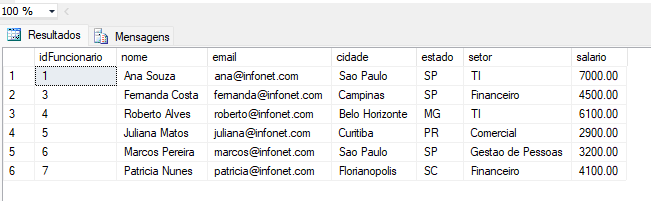 100 %
Resultados Mensagens
idFuncionario nome email cidade estado setor salario
1 1 Ana Souza ana@infonet.com Sao Paulo SP TI 7000.00
2 3 Fernanda Costa fernanda@infonet.com Campinas SP Financeiro 4500.00
3 4 Roberto Alves roberto@infonet.com Belo Horizonte MG TI 6100.00
4 5 Juliana Matos juliana@infonet.com Curitiba PR Comercial 2900.00
5 6 Marcos Pereira marcos@infonet.com Sao Paulo SP Gestao de Pessoas 3200.00
6 7 Patricia Nunes patricia@infonet.com Florianopolis SC Financeiro 4100.00